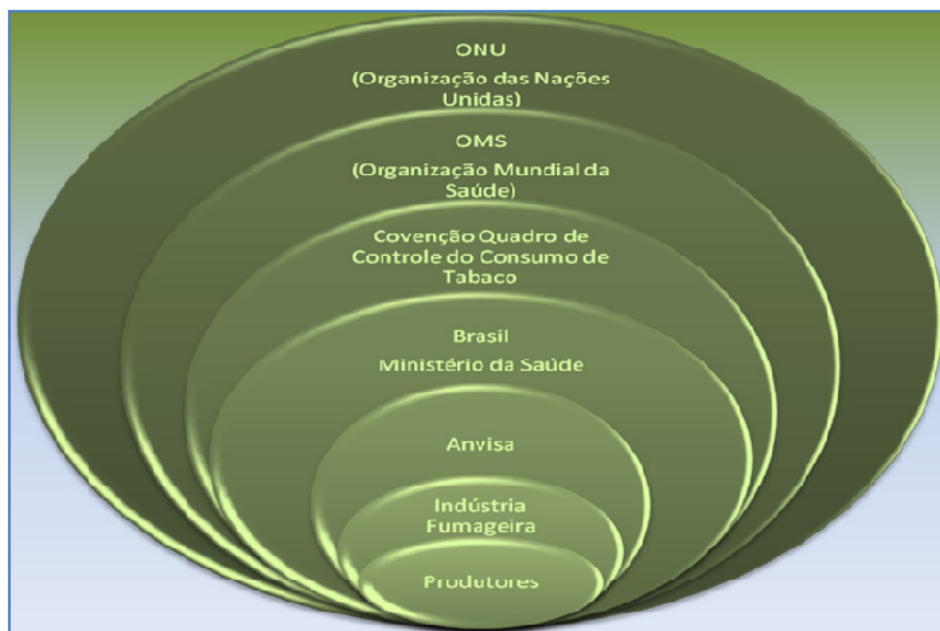 ONU
(Organização das Nações
Unidas)
OMS
(Organização Mundial da
Saúde)
Covenção Quadro de
Controle do Consumo de
Tabaco
Brasil
Ministério da Saúde
Anvisa
Indústria
Fumageira
Produtores